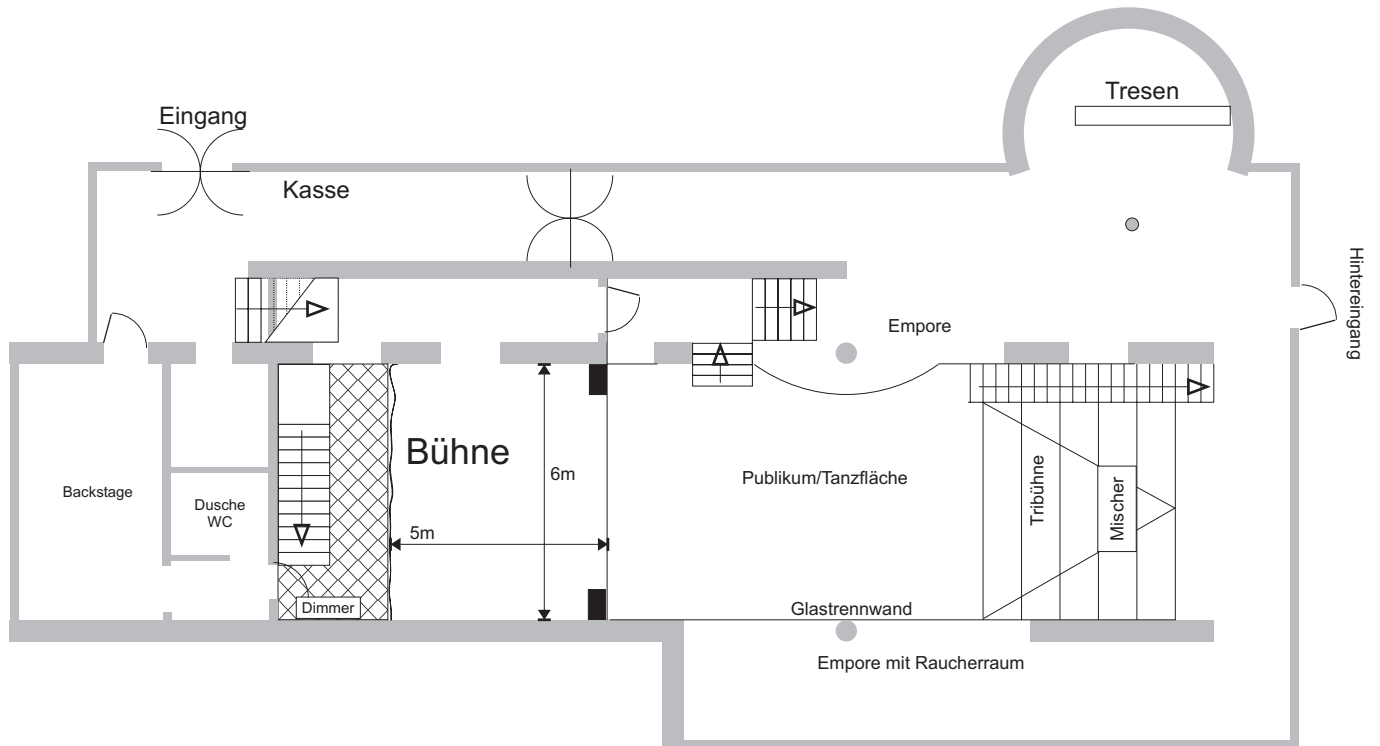 Tresen
Eingang
Kasse
Hintereingang
Empore
Bühne
6m
Publikum/Tanzfläche
Tribühne
Mischer
Backstage
Dusche
WC
5m
Dimmer
Glastrennwand
Empore mit Raucherraum